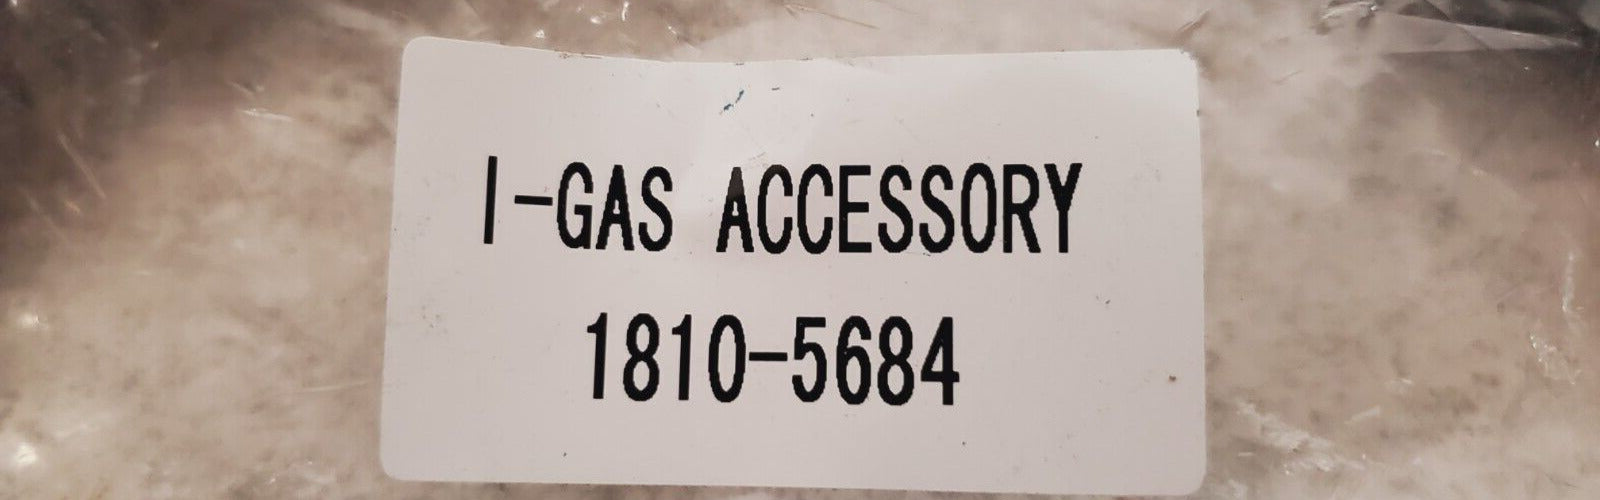 I-GAS ACCESSORY
1810-5684